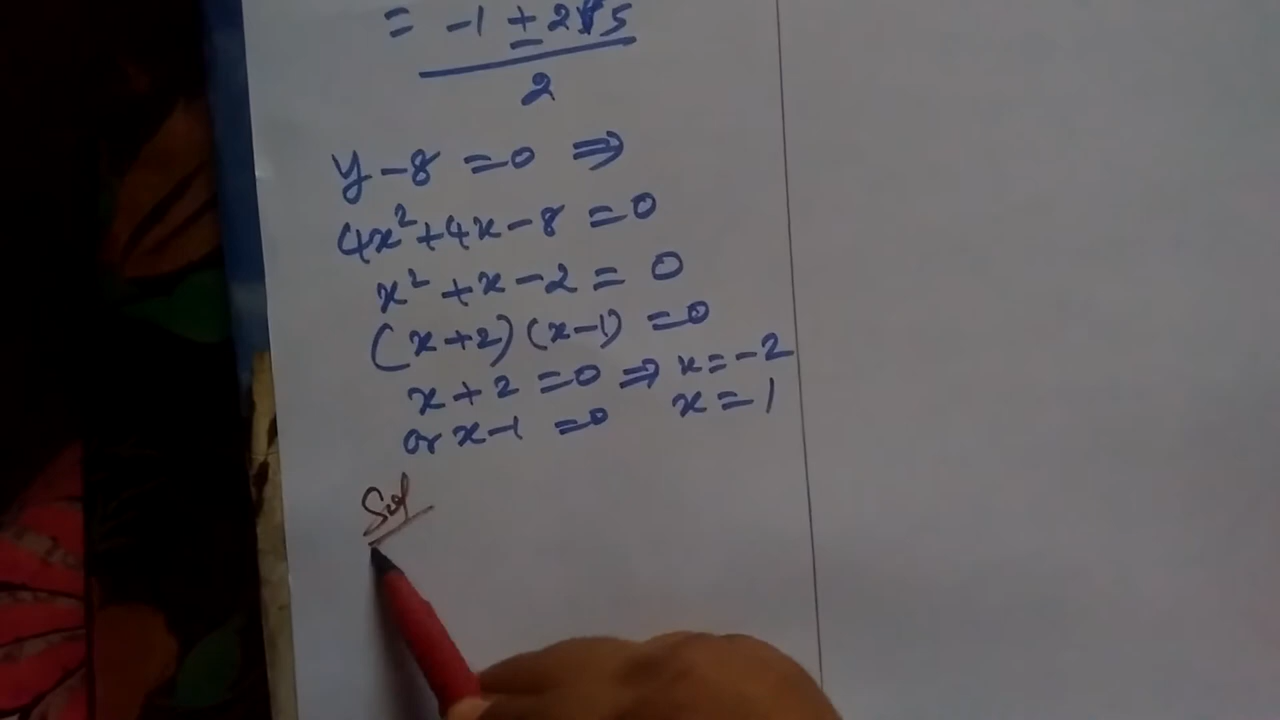 = -1 ± 2√5
2
y-8 =0 ⇒
4x²+4x-8 =0
x² +x-2= 0
(x+2)(x-1) =0
x+2 =0 ⇒ x=-2
or x-1 =0 x=1
Sol